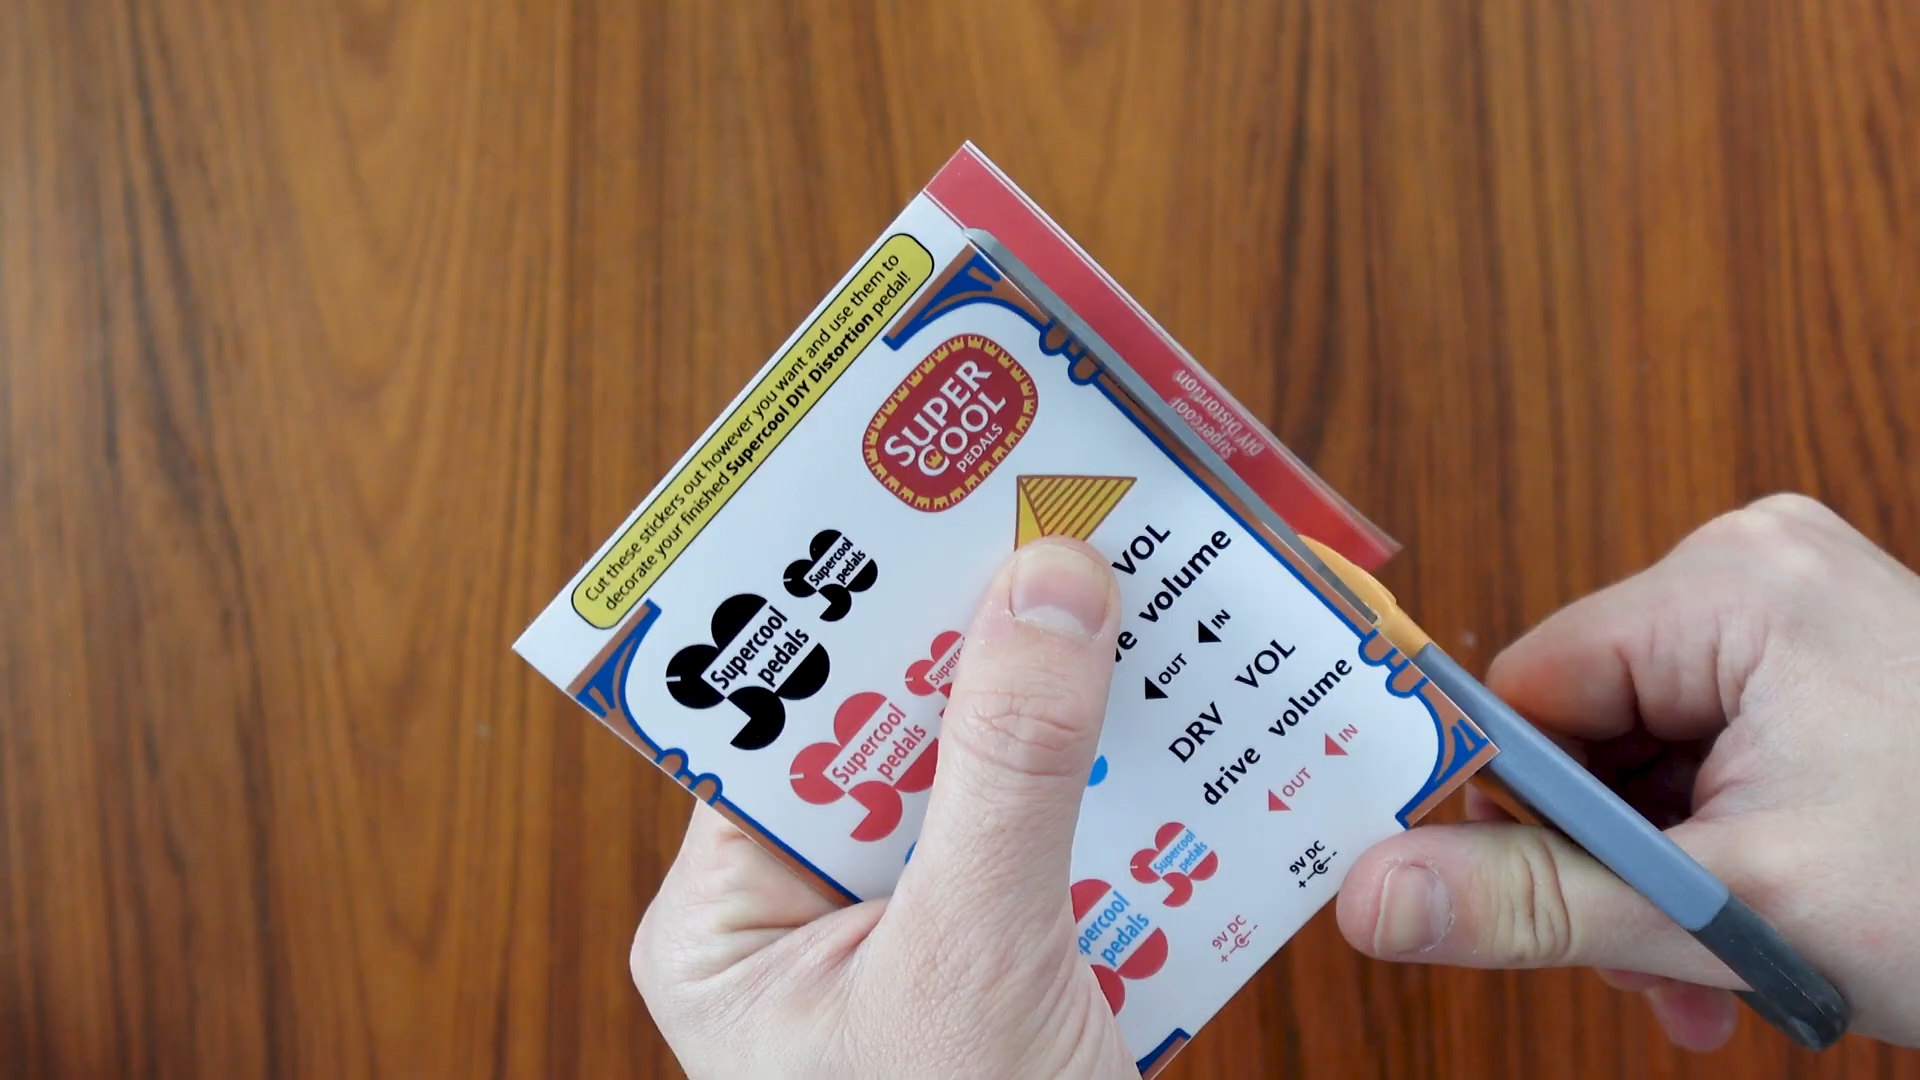 Cut these stickers out however you want and use them to
decorate your finished Supercool DIY Distortion pedal!
SUPER
COOL
PEDALS
Supercool
DIY Distortion
Supercool
pedals
Supercool
pedals
Supercool
pedals
VOL
volume
OUT
IN
DRV VOL
drive volume
OUT
IN
Supercool
pedals
pedals
9V DC
+ -
9V DC
+ -